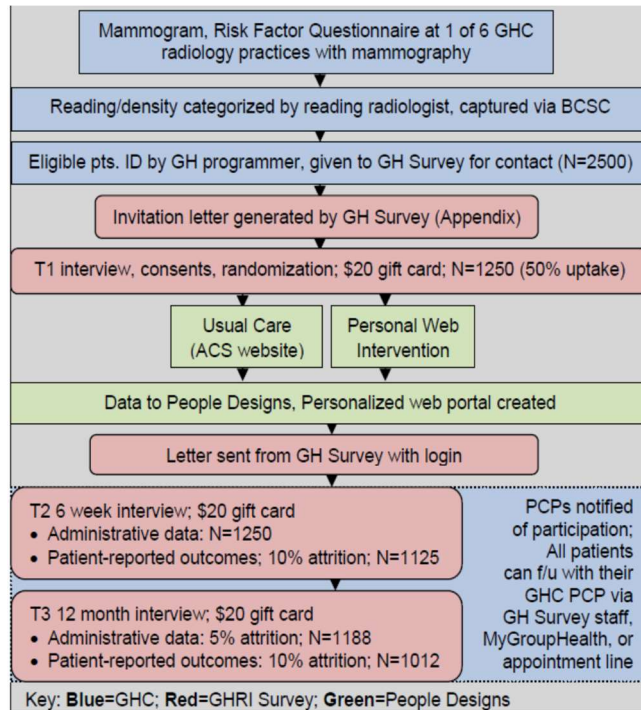 Mammogram, Risk Factor Questionnaire at 1 of 6 GHC
radiology practices with mammography
Reading/density categorized by reading radiologist, captured via BCSC
Eligible pts. ID by GH programmer, given to GH Survey for contact (N=2500)
Invitation letter generated by GH Survey (Appendix)
T1 interview, consents, randomization; $20 gift card; N=1250 (50% uptake)
Usual Care
(ACS website)
Personal Web
Intervention
Data to People Designs, Personalized web portal created
Letter sent from GH Survey with login
T2 6 week interview; $20 gift card
• Administrative data: N=1250
• Patient-reported outcomes; 10% attrition; N=1125
T3 12 month interview; $20 gift card
• Administrative data: 5% attrition; N=1188
• Patient-reported outcomes: 10% attrition; N=1012
PCPs notified
of participation;
All patients
can f/u with their
GHC PCP via
GH Survey staff,
MyGroupHealth, or
appointment line
Key: Blue=GHC; Red=GHRI Survey; Green=People Designs